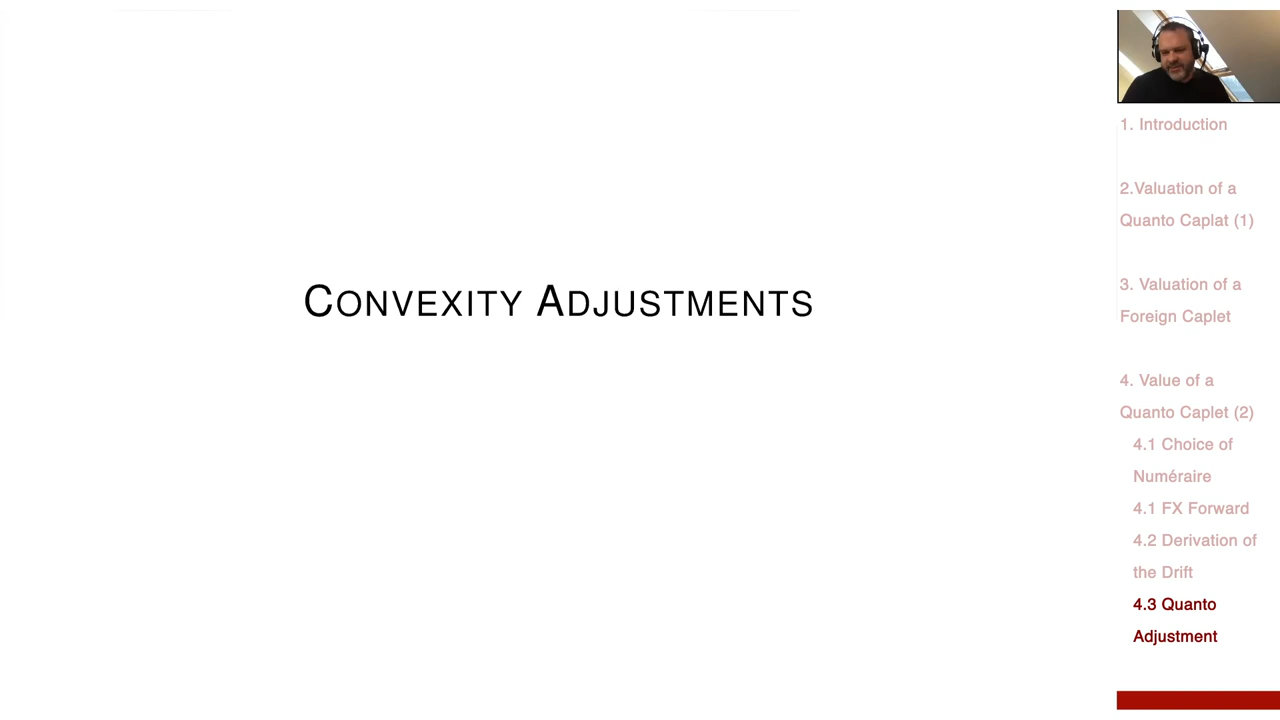 CONVEXITY ADJUSTMENTS
1. Introduction
2.Valuation of a
Quanto Caplat (1)
3. Valuation of a
Foreign Caplet
4. Value of a
Quanto Caplet (2)
4.1 Choice of
Numéraire
4.1 FX Forward
4.2 Derivation of
the Drift
4.3 Quanto
Adjustment